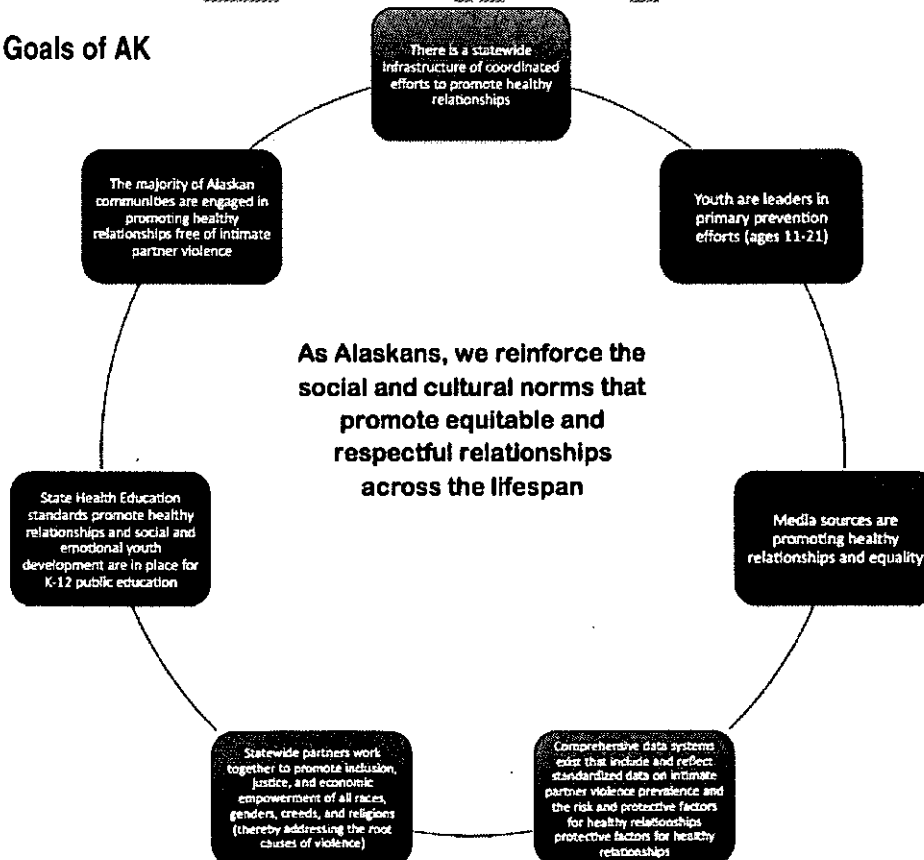 Goals of AK
There is a statewide
infrastructure of coordinated
efforts to promote healthy
relationships
Youth are leaders in
primary prevention
efforts (ages 11-21)
Media sources are
promoting healthy
relationships and equality
Comprehensive data systems
exist that include and reflect
standardized data on intimate
partner violence prevalence and
the risk and protective factors
for healthy relationships
protective factors for healthy
relationships
Statewide partners work
together to promote inclusion,
justice, and economic
empowerment of all races,
genders, creeds, and religions
(thereby addressing the root
causes of violence)
State Health Education
standards promote healthy
relationships and social and
emotional youth
development are in place for
K-12 public education
The majority of Alaskan
communities are engaged in
promoting healthy
relationships free of intimate
partner violence
As Alaskans, we reinforce the
social and cultural norms that
promote equitable and
respectful relationships
across the lifespan